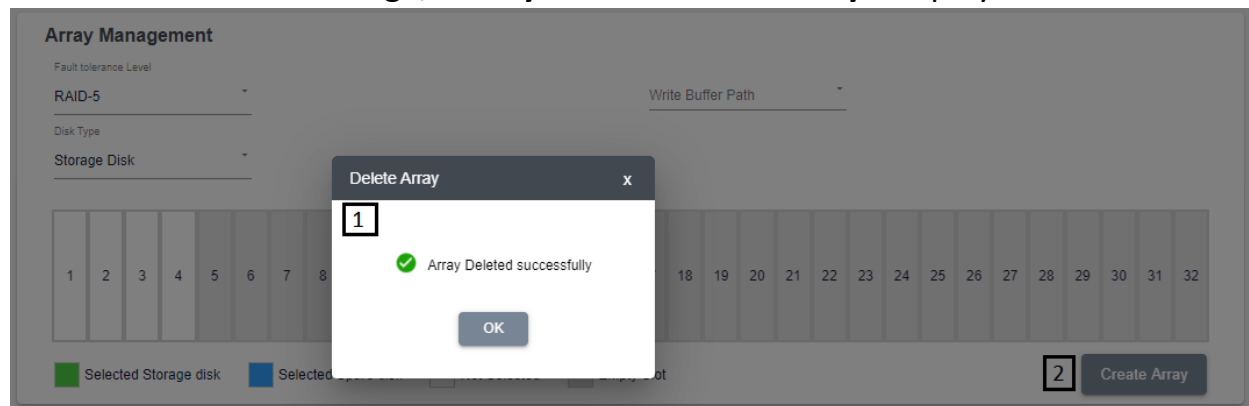 Array Management
Fault tolerance Level
RAID-5
Write Buffer Path
Disk Type
Storage Disk
Delete Array x
1
Array Deleted successfully
OK
1 2 3 4 5 6 7 8 18 19 20 21 22 23 24 25 26 27 28 29 30 31 32
Selected Storage disk Selected
2 Create Array